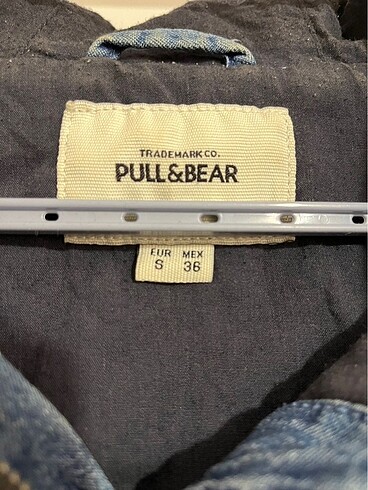 TRADEMARK CO.
PULL&BEAR
EUR MEX
S 36